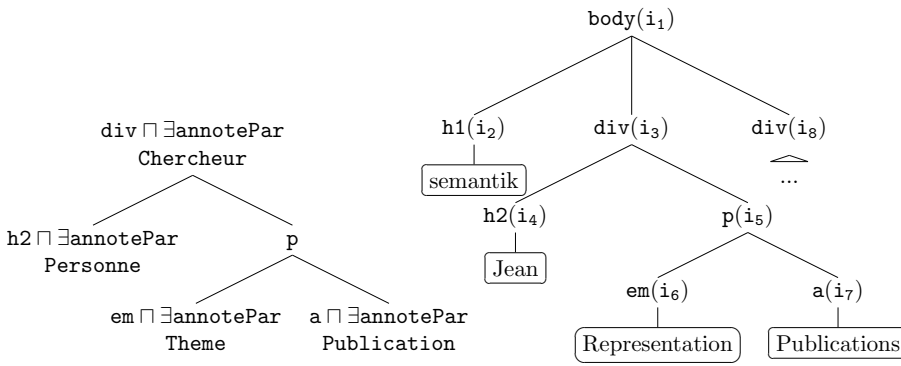 body(i₁)
h1(i₂)
div(i₃)
div(i₈)
semantik
...
h2(i₄)
p(i₅)
Jean
em(i₆)
a(i₇)
Representation
Publications
div ⊓ ∃annotePar
Chercheur
h2 ⊓ ∃annotePar
Personne
p
em ⊓ ∃annotePar
Theme
a ⊓ ∃annotePar
Publication